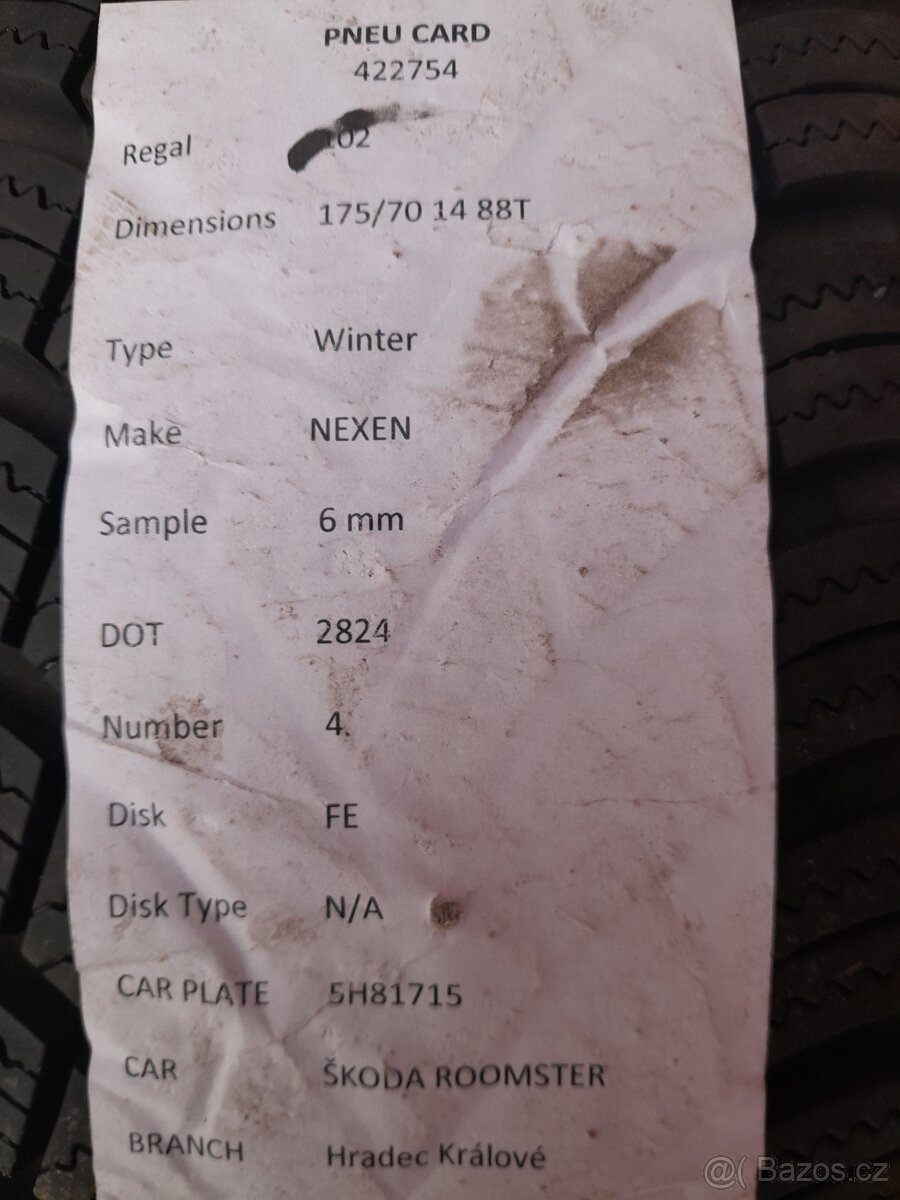 PNEU CARD
422754
Regal 102
Dimensions 175/70 14 88T
Type Winter
Make NEXEN
Sample 6 mm
DOT 2824
Number 4.
Disk FE
Disk Type N/A
CAR PLATE 5H81715
CAR ŠKODA ROOMSTER
BRANCH Hradec Králové
@( Bazos.cz